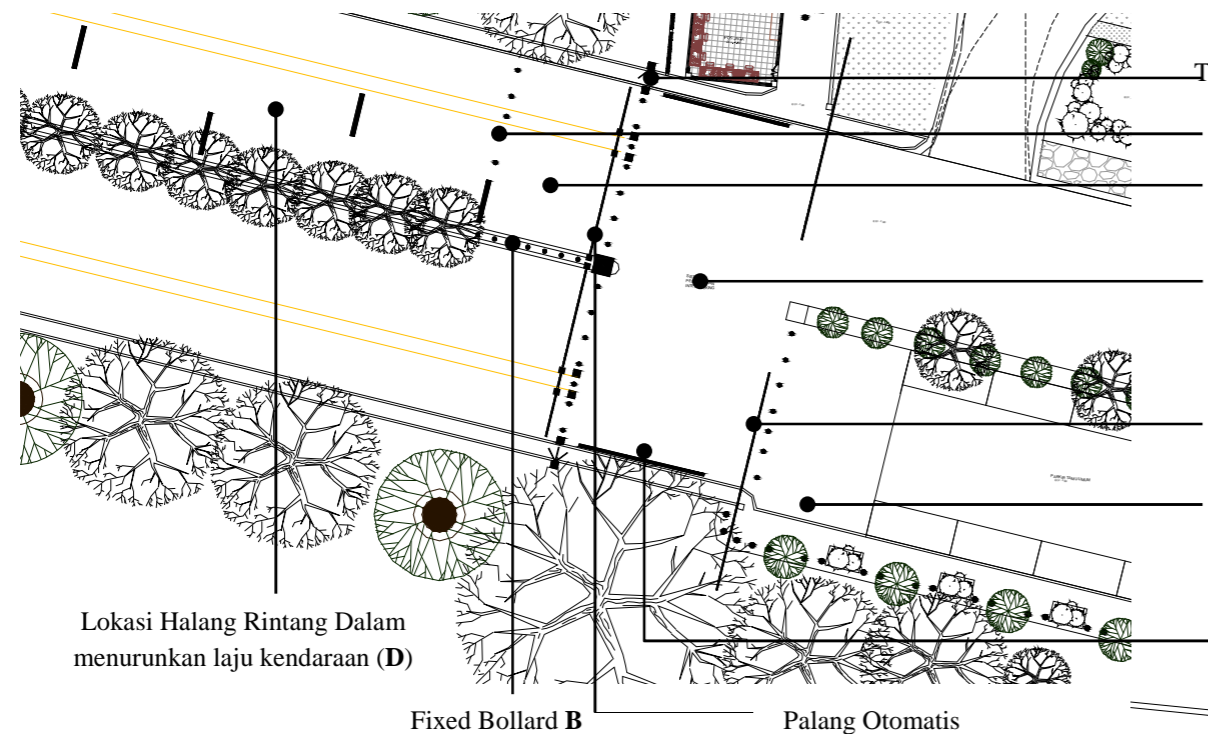 T
Lokasi Halang Rintang Dalam
menurunkan laju kendaraan (D)
Fixed Bollard B
Palang Otomatis